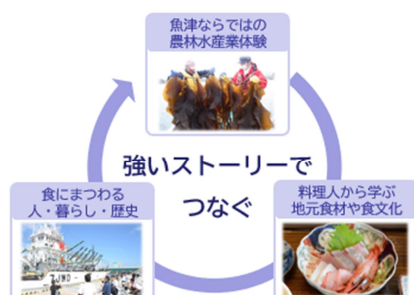 魚津ならではの
農林水産業体験
強いストーリーで
つなぐ
食にまつわる
人・暮らし・歴史
料理人から学ぶ
地元食材や食文化
7JWD